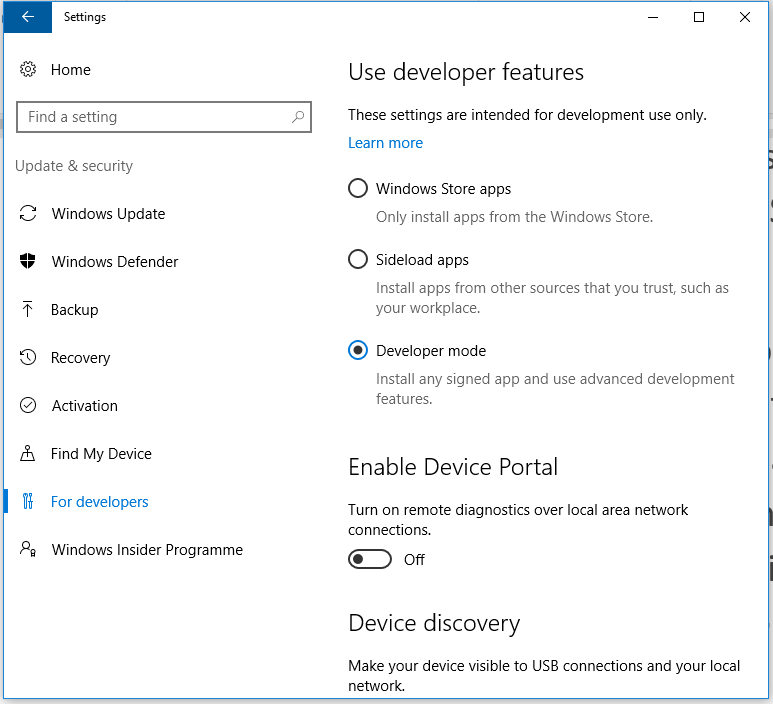 Settings
Home
Find a setting
Update & security
Windows Update
Windows Defender
Backup
Recovery
Activation
Find My Device
For developers
Windows Insider Programme
Use developer features
These settings are intended for development use only.
Learn more
Windows Store apps
Only install apps from the Windows Store.
Sideload apps
Install apps from other sources that you trust, such as
your workplace.
Developer mode
Install any signed app and use advanced development
features.
Enable Device Portal
Turn on remote diagnostics over local area network
connections.
Off
Device discovery
Make your device visible to USB connections and your local
network.